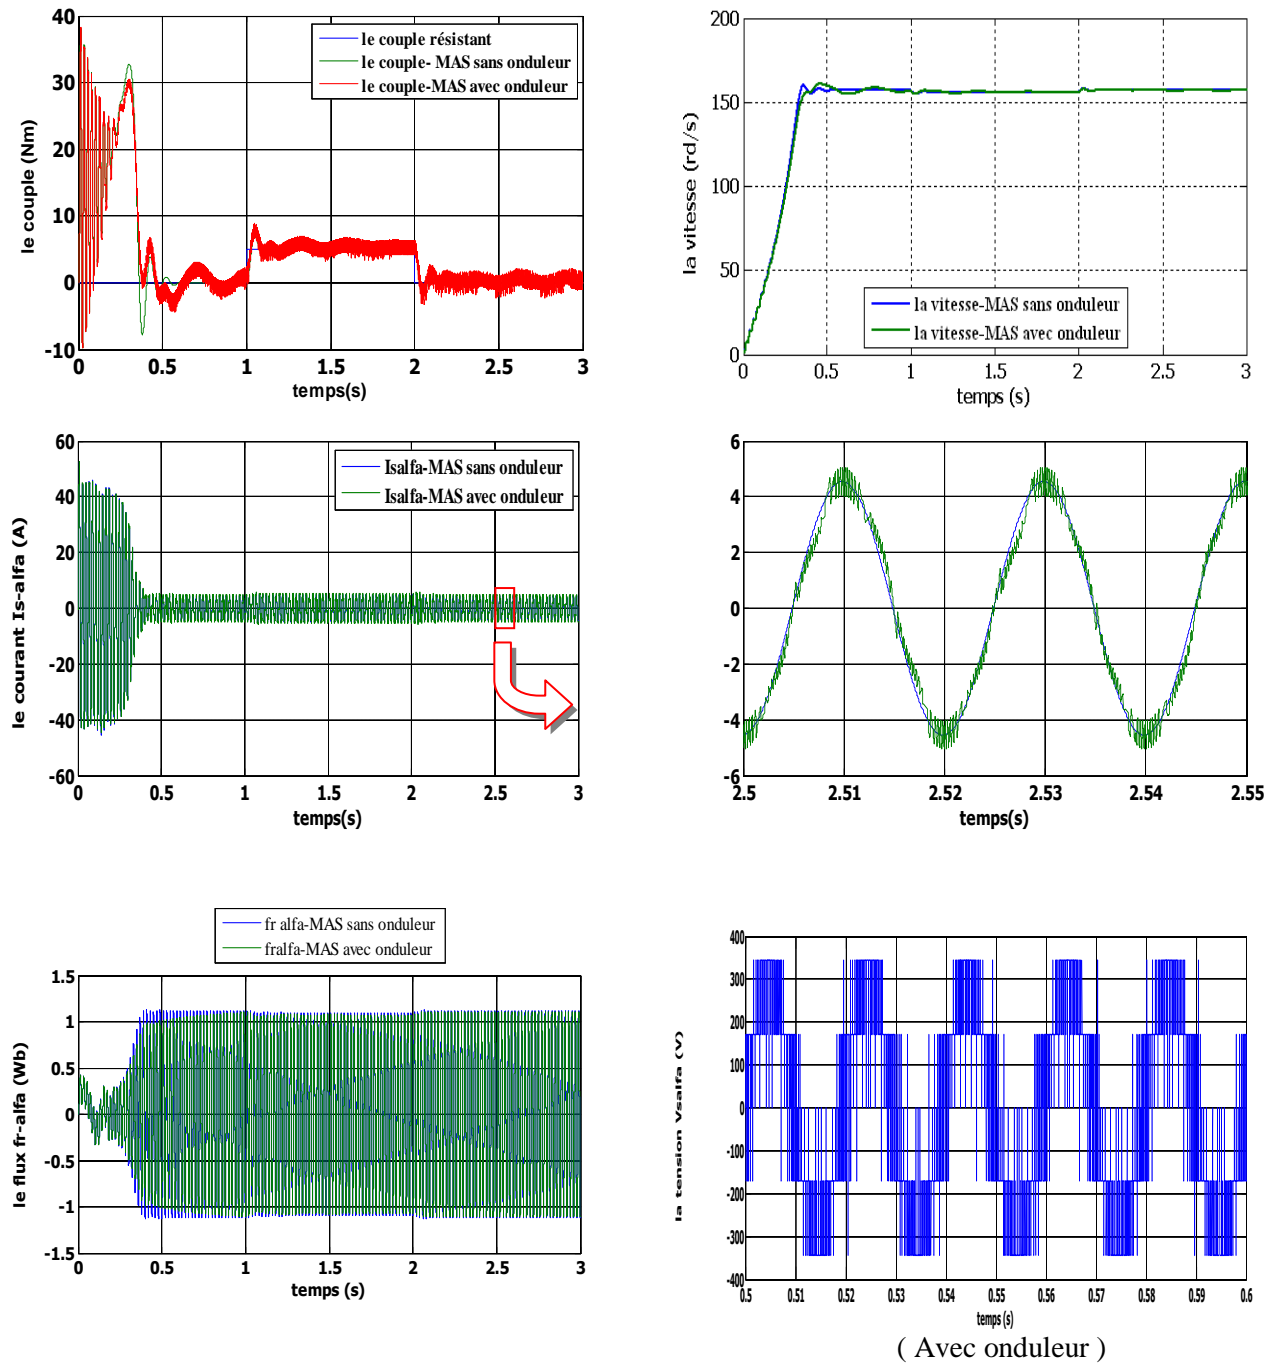 40
30
20
10
0
-10
le couple (Nm)
le couple résistant
le couple- MAS sans onduleur
le couple-MAS avec onduleur
0 0.5 1 1.5 2 2.5 3
temps(s)
200
150
100
50
0
la vitesse (rd/s)
la vitesse-MAS sans onduleur
la vitesse-MAS avec onduleur
0 0.5 1 1.5 2 2.5 3
temps (s)
60
40
20
0
-20
-40
-60
le courant Is-alfa (A)
Isalfa-MAS sans onduleur
Isalfa-MAS avec onduleur
0 0.5 1 1.5 2 2.5 3
temps(s)
6
4
2
0
-2
-4
-6
2.5 2.51 2.52 2.53 2.54 2.55
temps(s)
fr alfa-MAS sans onduleur
fralfa-MAS avec onduleur
1.5
1
0.5
0
-0.5
-1
-1.5
le flux fr-alfa (Wb)
0 0.5 1 1.5 2 2.5 3
temps (s)
400
300
200
100
0
-100
-200
-300
-400
la tension Vsalfa (V)
0.5 0.51 0.52 0.53 0.54 0.55 0.56 0.57 0.58 0.59 0.6
temps (s)
( Avec onduleur )